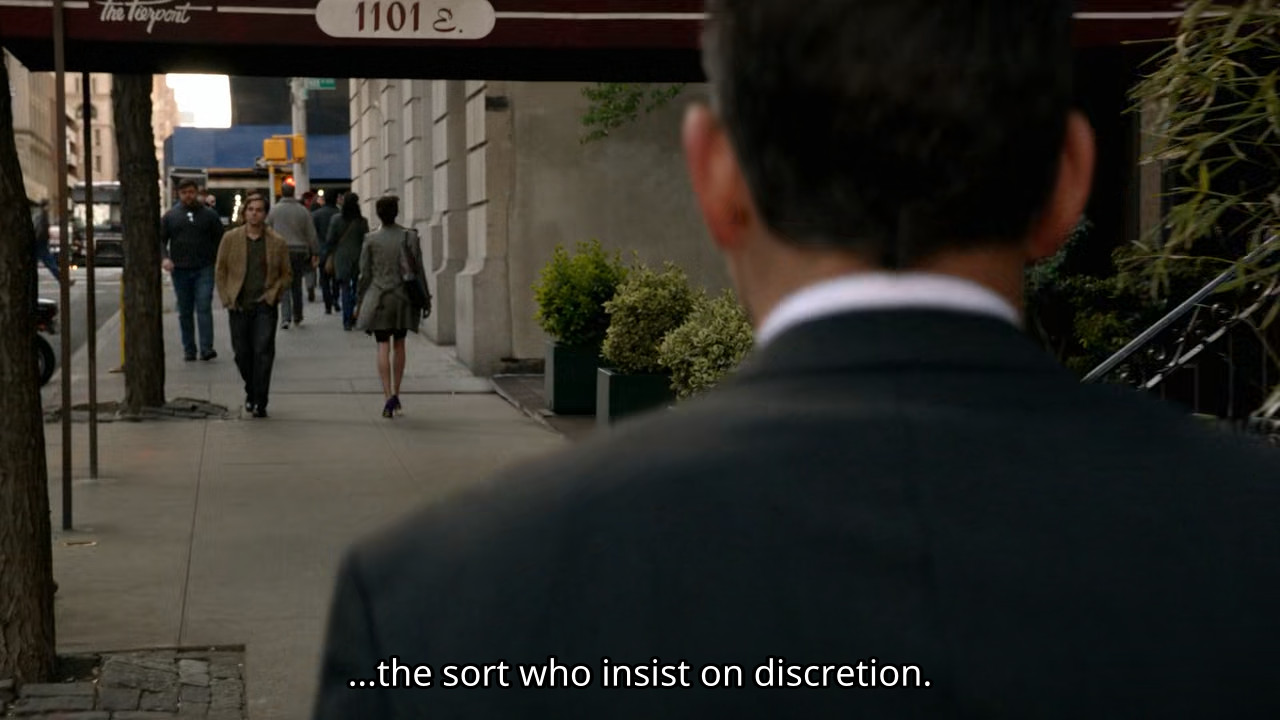 The Pierpont
1101 E.
...the sort who insist on discretion.